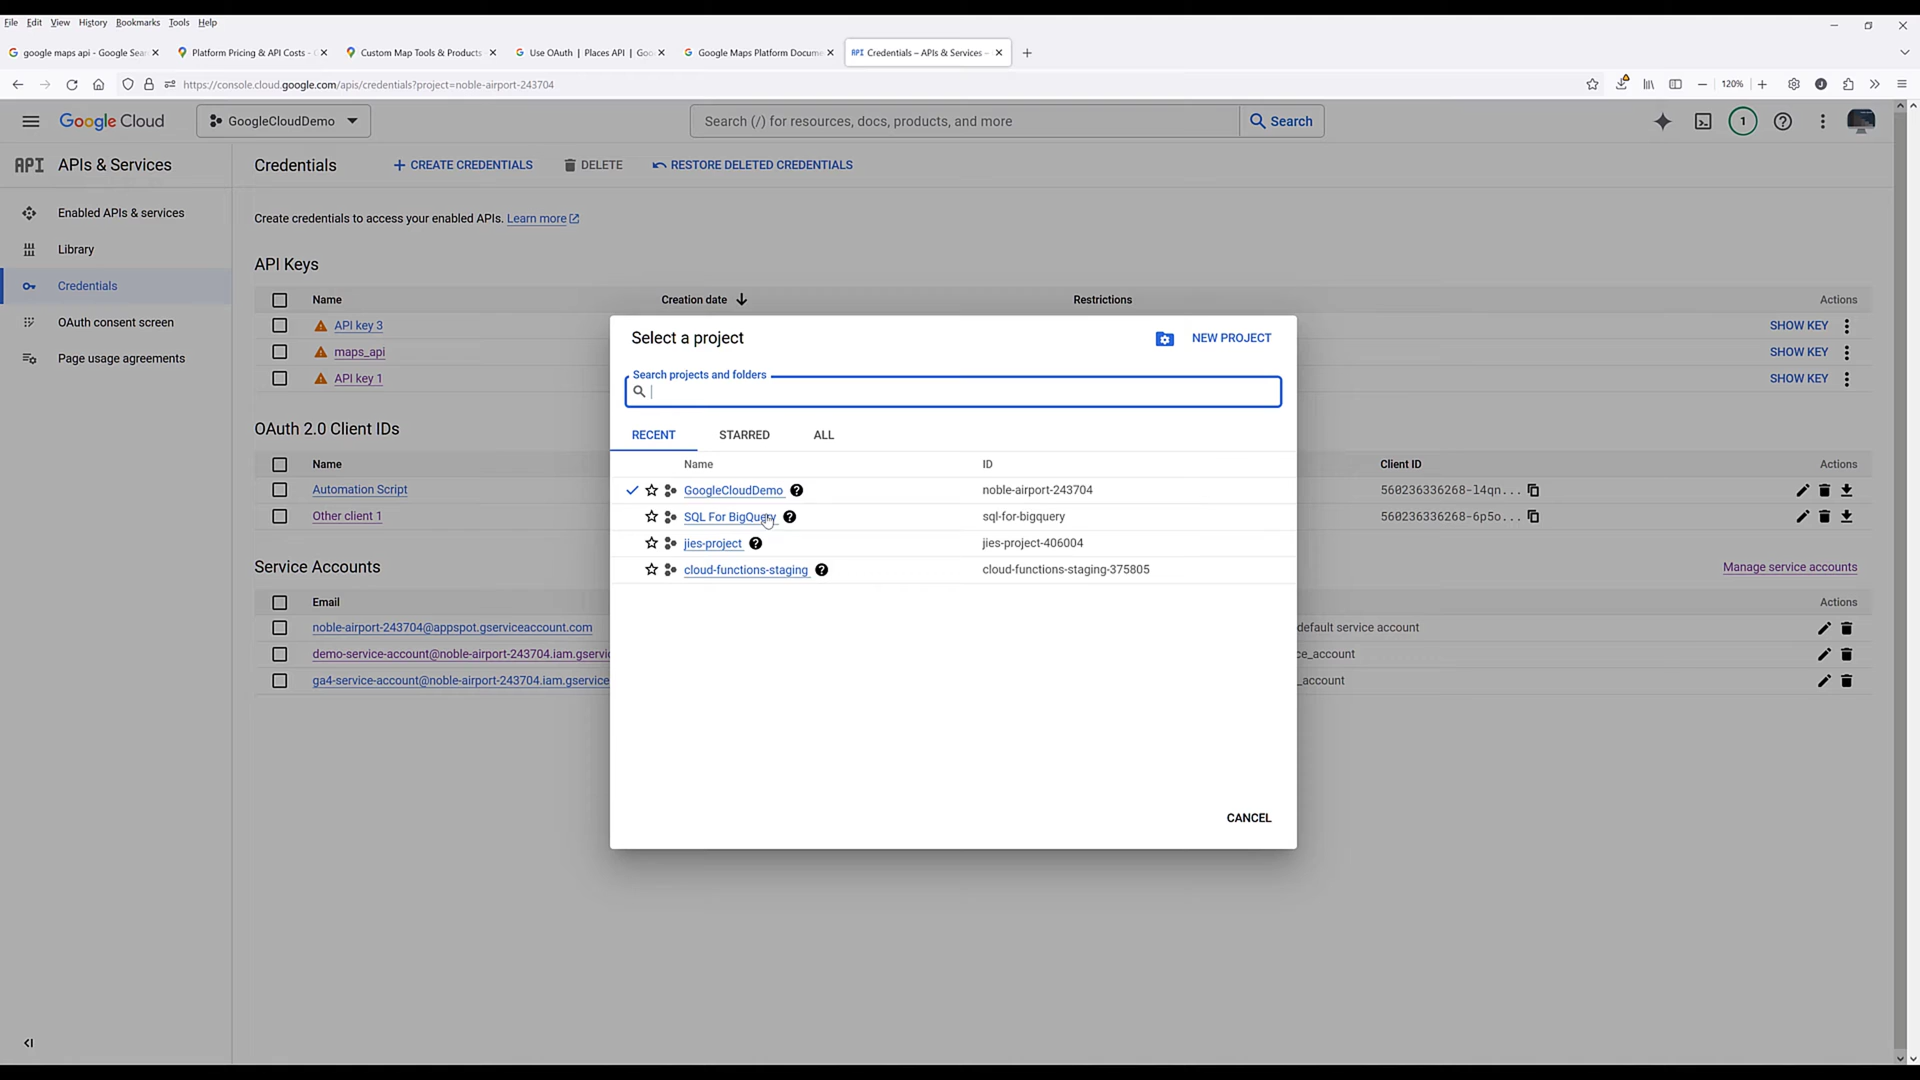 File Edit View History Bookmarks Tools Help
google maps api - Google Sea
Platform Pricing & API Costs -
Custom Map Tools & Products
Use OAuth | Places API | Goo
Google Maps Platform Docume
API Credentials – APIs & Services –
https://console.cloud.google.com/apis/credentials?project=noble-airport-243704
120%
J
Google Cloud
GoogleCloudDemo
Search (/) for resources, docs, products, and more
Search
1
API APIs & Services
Credentials
CREATE CREDENTIALS
DELETE
RESTORE DELETED CREDENTIALS
Enabled APIs & services
Library
Credentials
OAuth consent screen
Page usage agreements
Create credentials to access your enabled APIs. Learn more
API Keys
Name Creation date Restrictions Actions
API key 3 SHOW KEY
maps_api SHOW KEY
API key 1 SHOW KEY
OAuth 2.0 Client IDs
Name Client ID Actions
Automation Script 560236336268-l4qn...
Other client 1 560236336268-6p5o...
Service Accounts
Manage service accounts
Email Actions
noble-airport-243704@appspot.gserviceaccount.com default service account
demo-service-account@noble-airport-243704.iam.gservic ce_account
ga4-service-account@noble-airport-243704.iam.gservice _account
Select a project
NEW PROJECT
Search projects and folders
RECENT STARRED ALL
Name ID
GoogleCloudDemo noble-airport-243704
SQL For BigQuery sql-for-bigquery
jies-project jies-project-406004
cloud-functions-staging cloud-functions-staging-375805
CANCEL